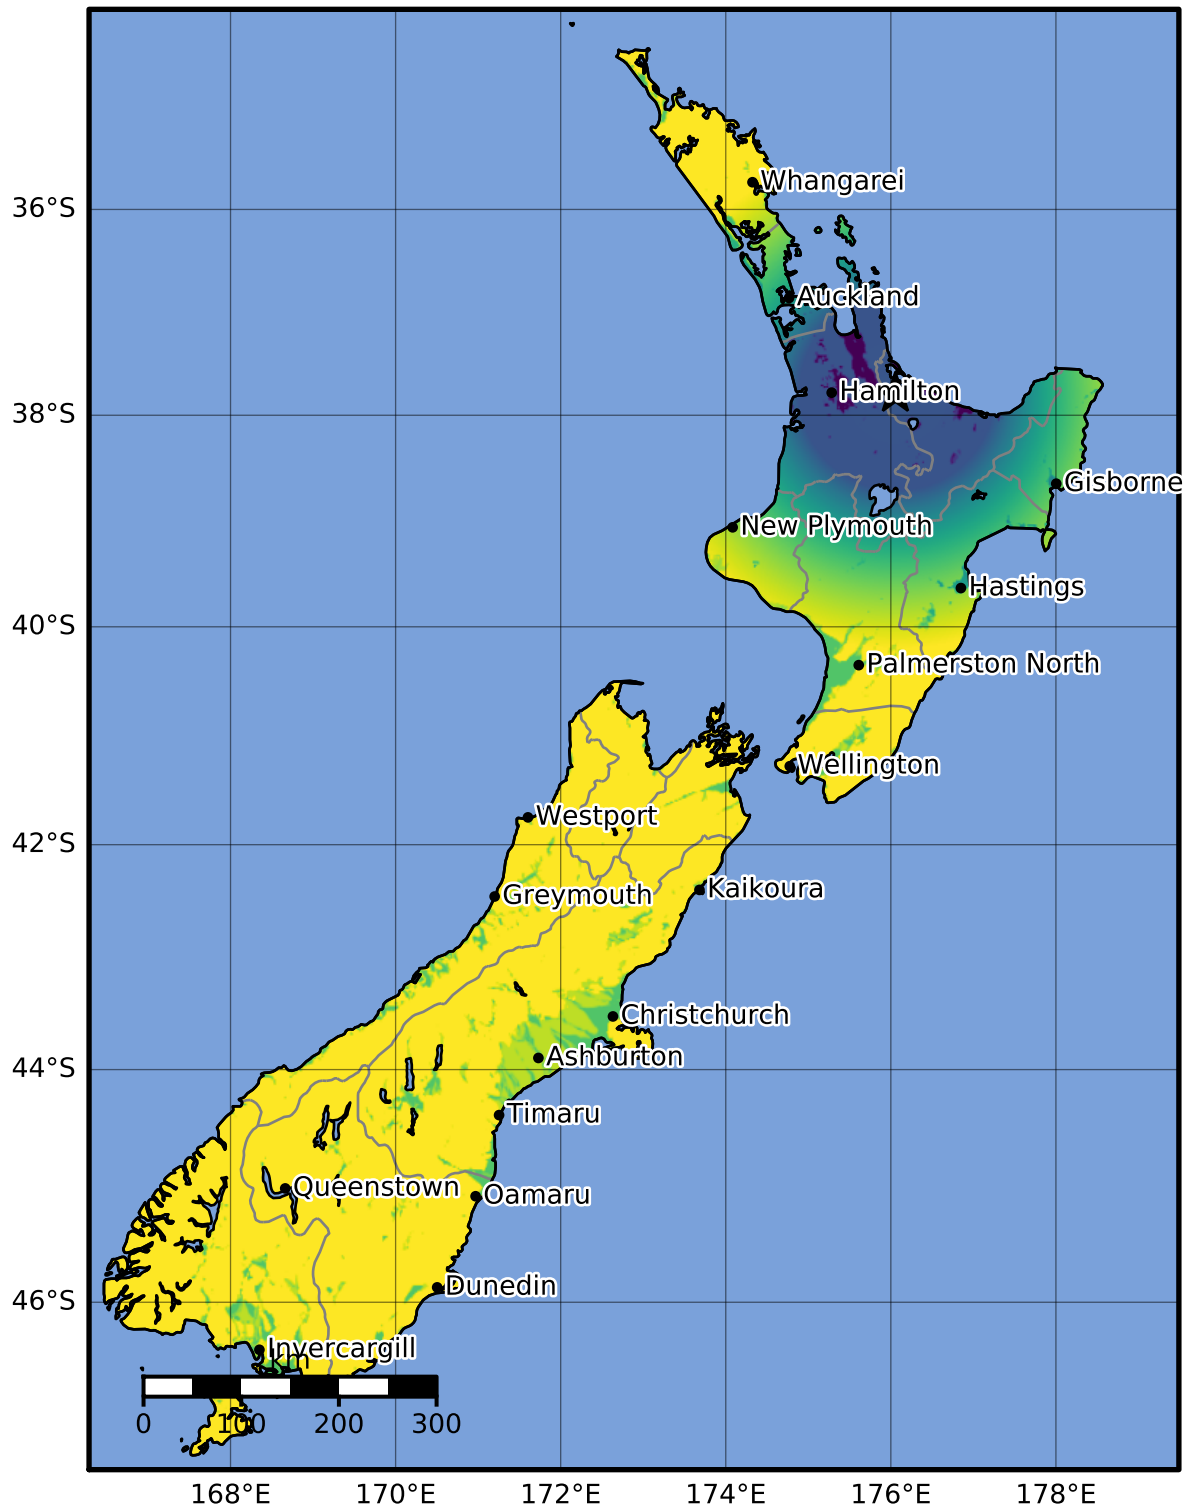 Whangarei
36°S
Auckland
Hamilton
38°S
Gisborne
New Plymouth
Hastings
40°S
Palmerston North
Wellington
Westport
42°S
Kaikoura
Greymouth
Christchurch
Ashburton
44°S
Timaru
Queenstown
Oamaru
Dunedin
46°S
Invercargill
km
0 100 200 300
168°E 170°E 172°E 174°E 176°E 178°E